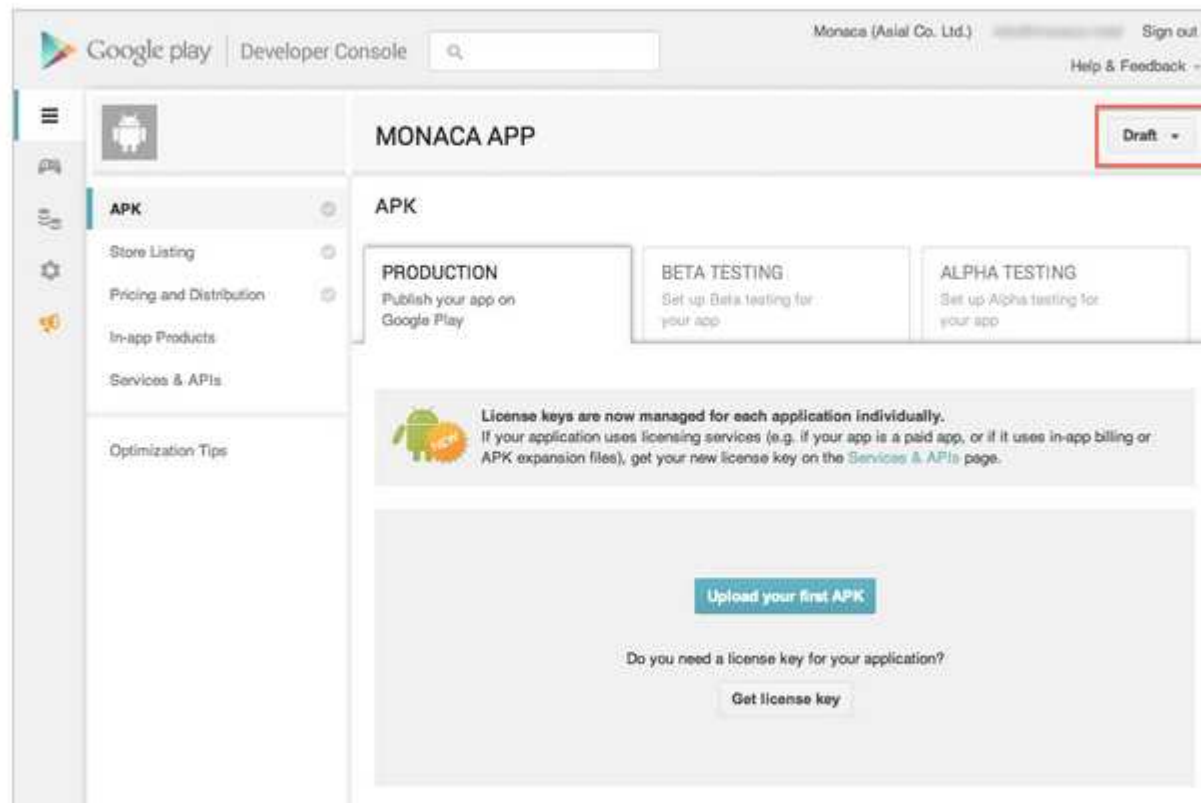 Google play Developer Console
Monaca (Asial Co. Ltd.) Sign out
Help & Feedback
MONACA APP
Draft
APK
Store Listing
Pricing and Distribution
In-app Products
Services & APIs
Optimization Tips
APK
PRODUCTION
Publish your app on
Google Play
BETA TESTING
Set up Beta testing for
your app
ALPHA TESTING
Set up Alpha testing for
your app
NEW
License keys are now managed for each application individually.
If your application uses licensing services (e.g. if your app is a paid app, or if it uses in-app billing or
APK expansion files), get your new license key on the Services & APIs page.
Upload your first APK
Do you need a license key for your application?
Get license key